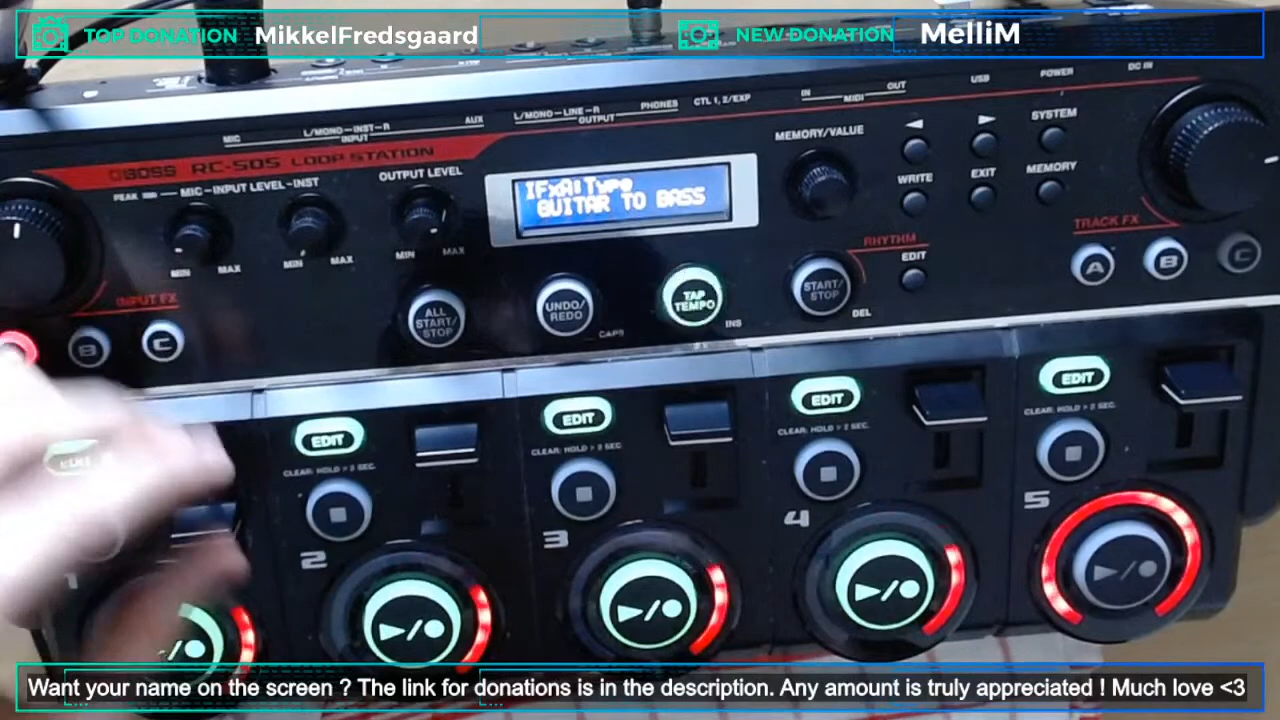 TOP DONATION MikkelFredsgaard
NEW DONATION MelliM
MIC
L/MONO-INST-R
INPUT
AUX
L/MONO-LINE-R
OUTPUT
PHONES
CTL 1, 2/EXP
IN
MIDI
OUT
USB
POWER
DC IN
BOSS RC-505 LOOP STATION
PEAK
MIC-INPUT LEVEL-INST
OUTPUT LEVEL
MIN MAX
MIN MAX
MIN MAX
IFxA:Type
GUITAR TO BASS
MEMORY/VALUE
SYSTEM
WRITE
EXIT
MEMORY
INPUT FX
B
C
ALL START/STOP
UNDO/REDO
CAPS
TAP TEMPO
INS
START/STOP
DEL
RHYTHM
EDIT
TRACK FX
A
B
C
EDIT
CLEAR: HOLD > 2 SEC.
2
EDIT
CLEAR: HOLD > 2 SEC.
3
EDIT
CLEAR: HOLD > 2 SEC.
4
EDIT
CLEAR: HOLD > 2 SEC.
5
Want your name on the screen ? The link for donations is in the description. Any amount is truly appreciated ! Much love <3